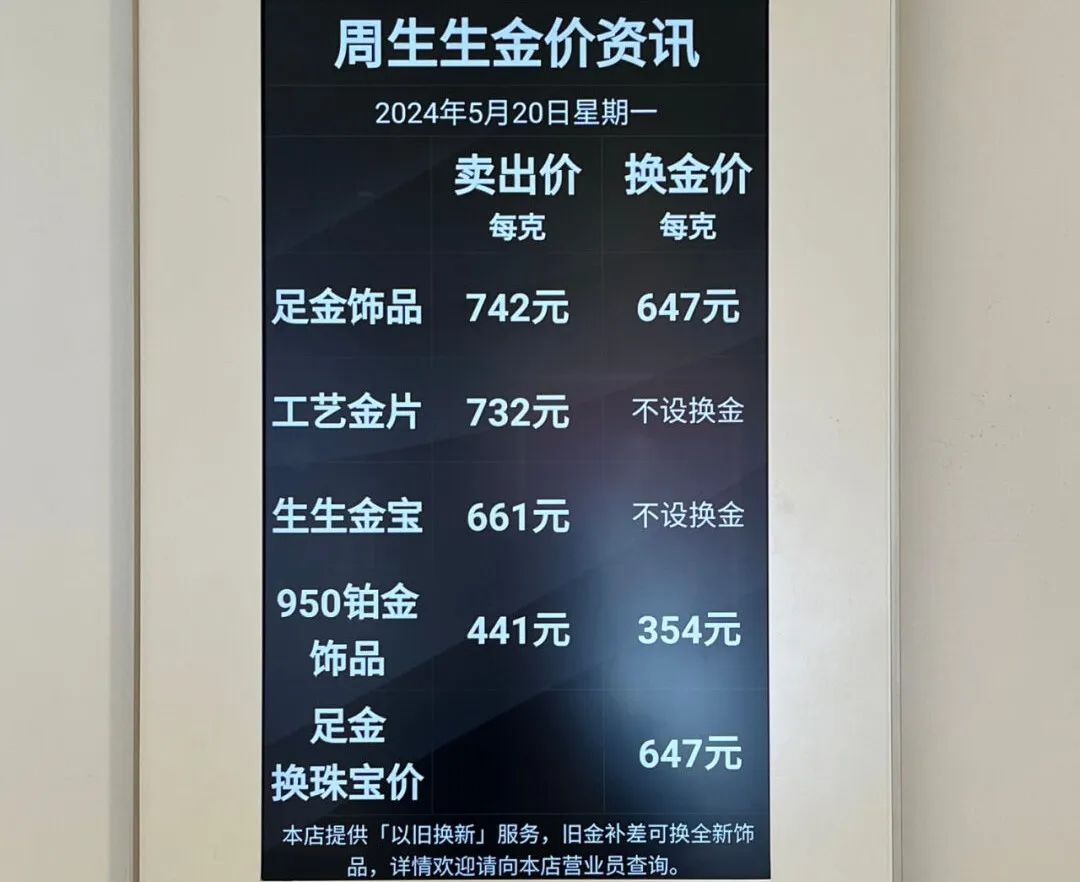 周生生金价资讯
2024年5月20日星期一
卖出价 换金价
每克 每克
足金饰品 742元 647元
工艺金片 732元 不设换金
生生金宝 661元 不设换金
950铂金
饰品 441元 354元
足金
换珠宝价 647元
本店提供「以旧换新」服务，旧金补差可换全新饰
品，详情欢迎请向本店营业员查询。